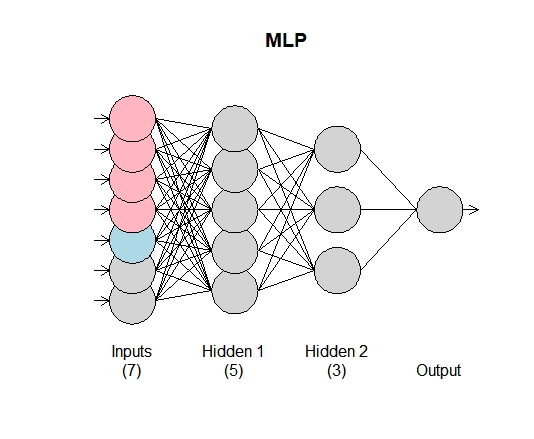 MLP
Inputs
(7)
Hidden 1
(5)
Hidden 2
(3)
Output